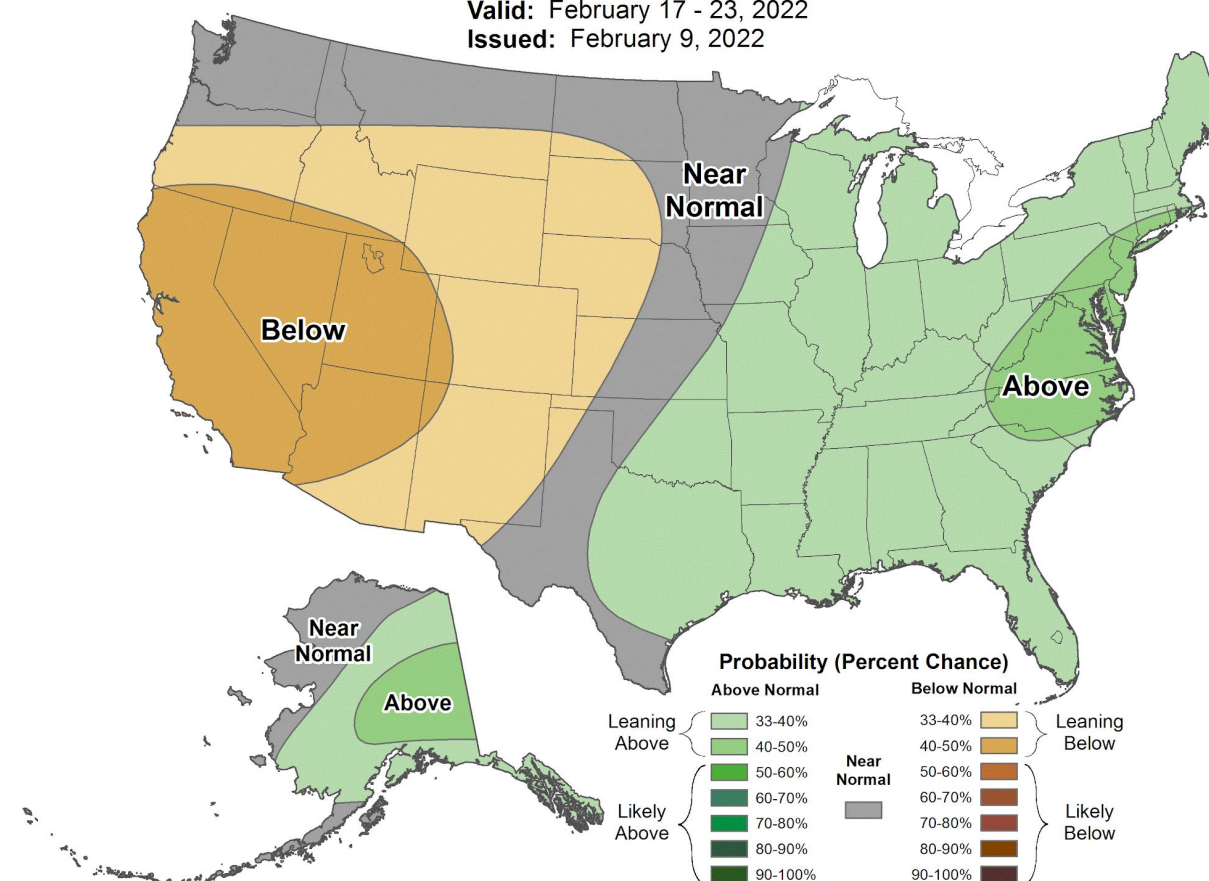 Valid: February 17 - 23, 2022
Issued: February 9, 2022
Near
Normal
Below
Above
Near
Normal
Above
Probability (Percent Chance)
Above Normal
Below Normal
Leaning
Above
33-40%
40-50%
50-60%
60-70%
70-80%
80-90%
90-100%
Likely
Above
Near
Normal
33-40%
40-50%
50-60%
60-70%
70-80%
80-90%
90-100%
Leaning
Below
Likely
Below